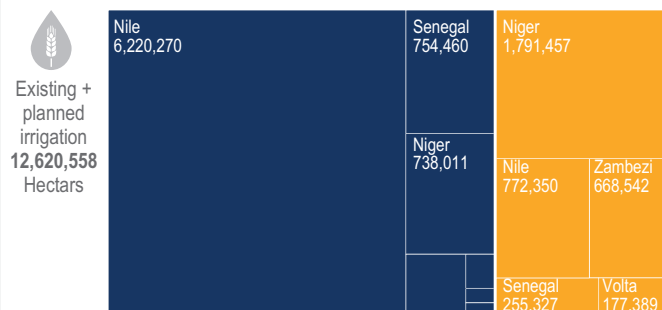 Existing +
planned
irrigation
12,620,558
Hectars
Nile
6,220,270
Senegal
754,460
Niger
738,011
Niger
1,791,457
Nile
772,350
Zambezi
668,542
Senegal
255,327
Volta
177,389